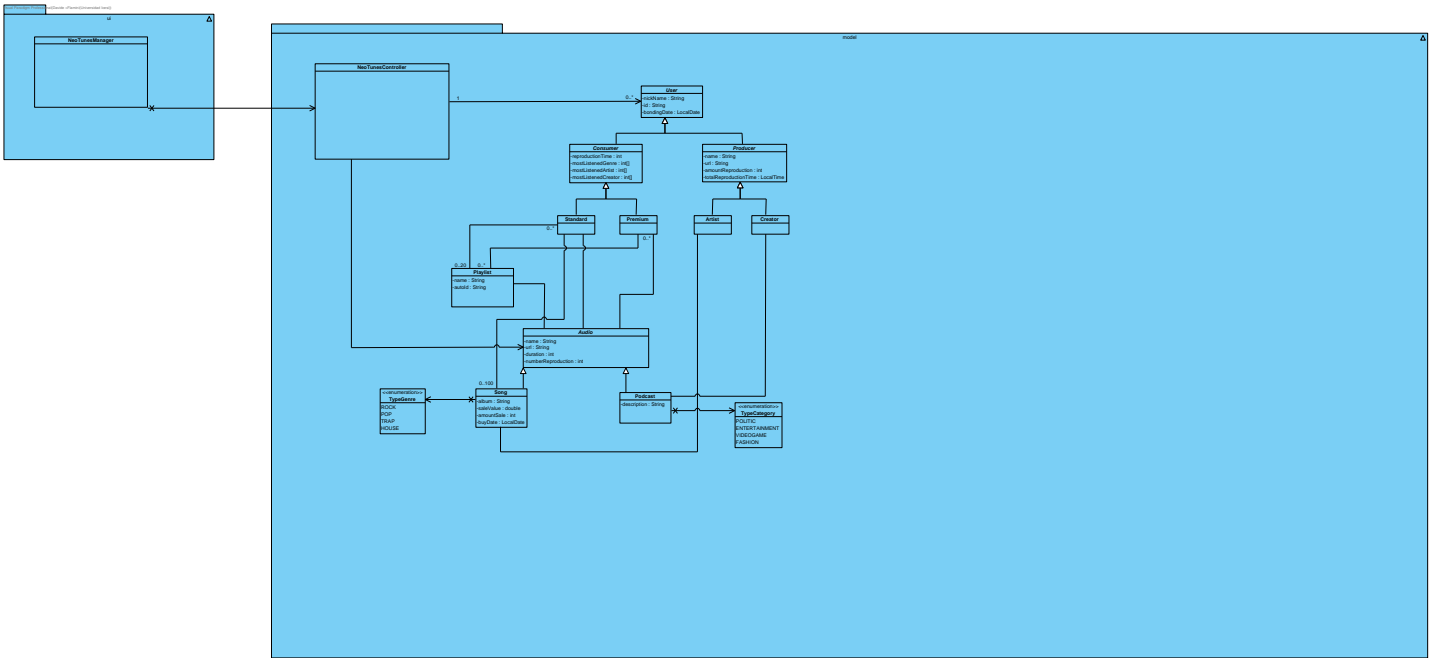 ui
NeoTunesManager
model
NeoTunesController
1
0..*
User
-nickName : String
-id : String
-bondingDate : LocalDate
Consumer
-reproductionTime : int
-mostListenedGenre : int[]
-mostListenedArtist : int[]
-mostListenedCreator : int[]
Producer
-name : String
-url : String
-amountReproduction : int
-totalReproductionTime : LocalTime
Standard
Premium
Artist
Creator
0..*
0..*
0..20
0..*
Playlist
-name : String
-autoId : String
Audio
-name : String
-url : String
-duration : int
-numberReproduction : int
0..100
<<enumeration>>
TypeGenre
ROCK
POP
TRAP
HOUSE
Song
-album : String
-saleValue : double
-amountSale : int
-buyDate : LocalDate
Podcast
-description : String
<<enumeration>>
TypeCategory
POLITIC
ENTERTAINMENT
VIDEOGAME
FASHION